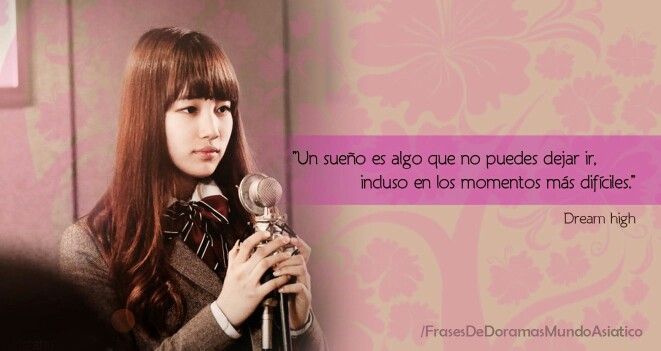 "Un sueño es algo que no puedes dejar ir,
incluso en los momentos más difíciles."
Dream high
/FrasesDeDoramasMundoAsiatico